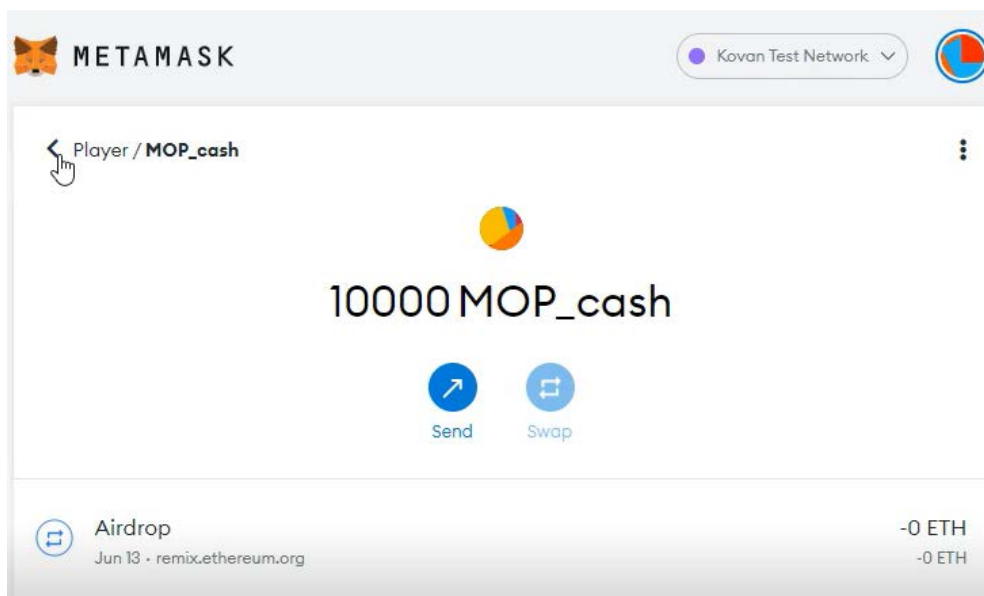 METAMASK
Kovan Test Network
Player / MOP_cash
10000 MOP_cash
Send
Swap
Airdrop
-0 ETH
Jun 13 · remix.ethereum.org
-0 ETH